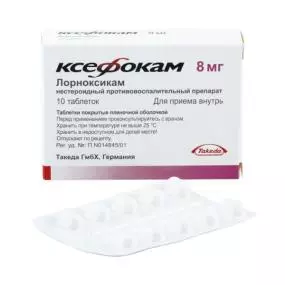 ксефокам 8 мг
Лорноксикам
нестероидный противовоспалительный препарат
10 таблеток Для приема внутрь
Таблетки покрытые пленочной оболочкой
Перед применением проконсультируйтесь с врачом
Хранить при температуре не выше 25 °C
Хранить в недоступном для детей месте!
Отпускают по рецепту.
Рег. уд. № П N014845/01
Такеда ГмбХ, Германия
Takeda